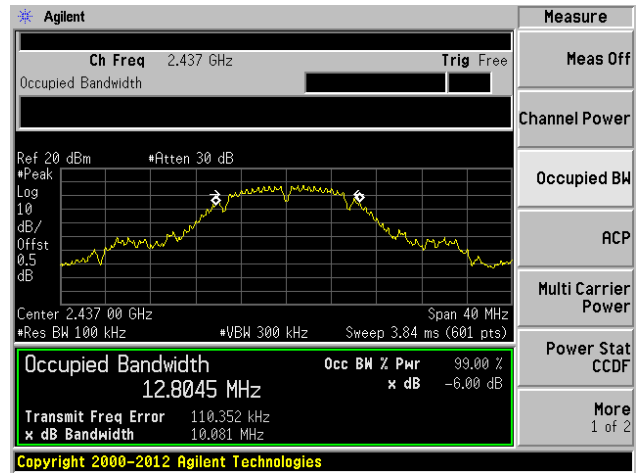 Agilent
Measure
Ch Freq 2.437 GHz Trig Free
Occupied Bandwidth
Meas Off
Channel Power
Occupied BW
ACP
Multi Carrier
Power
Power Stat
CCDF
More
1 of 2
Ref 20 dBm #Atten 30 dB
#Peak
Log
10
dB/
Offst
0.5
dB
Center 2.437 00 GHz Span 40 MHz
#Res BW 100 kHz #VBW 300 kHz Sweep 3.84 ms (601 pts)
Occupied Bandwidth Occ BW % Pwr 99.00 %
12.8045 MHz x dB -6.00 dB
Transmit Freq Error 110.352 kHz
x dB Bandwidth 10.081 MHz
Copyright 2000-2012 Agilent Technologies